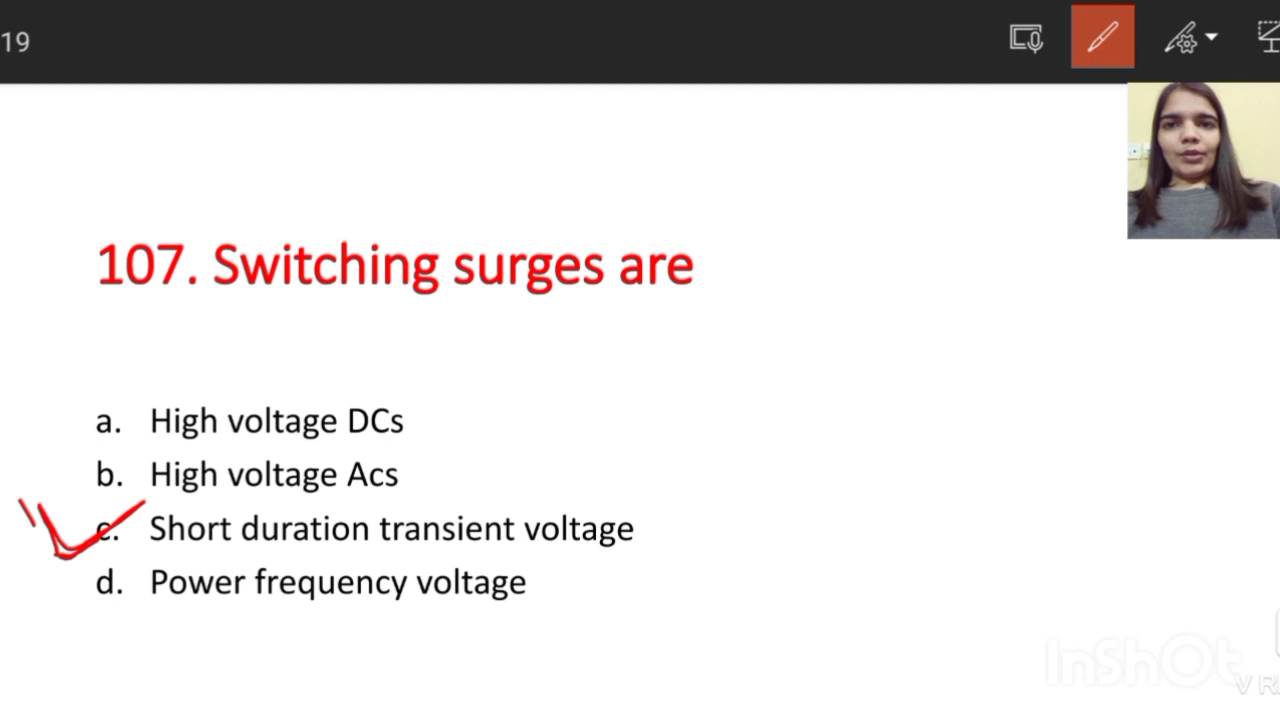 19
107. Switching surges are
a. High voltage DCs
b. High voltage Acs
c. Short duration transient voltage
d. Power frequency voltage
InShOt